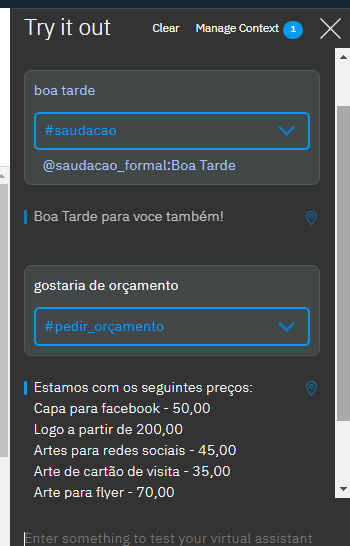 Try it out
Clear
Manage Context 1
boa tarde
#saudacao
@saudacao_formal:Boa Tarde
Boa Tarde para voce também!
gostaria de orçamento
#pedir_orçamento
Estamos com os seguintes preços:
Capa para facebook - 50,00
Logo a partir de 200,00
Artes para redes sociais - 45,00
Arte de cartão de visita - 35,00
Arte para flyer - 70,00
Enter something to test your virtual assistant